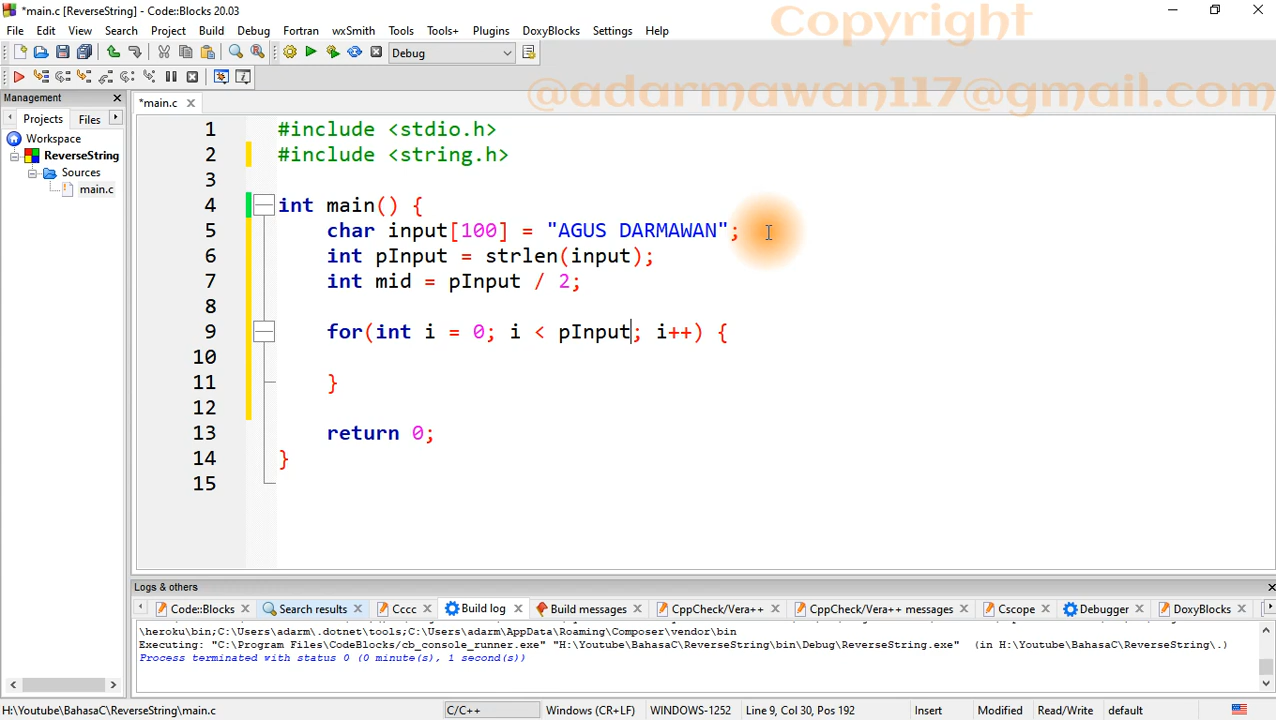 *main.c [ReverseString] - Code::Blocks 20.03
Copyright
File Edit View Search Project Build Debug Fortran wxSmith Tools Tools+ Plugins DoxyBlocks Settings Help
Debug
@adarmawan117@gmail.com
Management
*main.c
Projects Files
Workspace
ReverseString
Sources
main.c
1 #include <stdio.h>
2 #include <string.h>
3
4 int main() {
5 char input[100] = "AGUS DARMAWAN";
6 int pInput = strlen(input);
7 int mid = pInput / 2;
8
9 for(int i = 0; i < pInput; i++) {
10
11 }
12
13 return 0;
14 }
15
Logs & others
Code::Blocks Search results Cccc Build log Build messages CppCheck/Vera++ CppCheck/Vera++ messages Cscope Debugger DoxyBlocks
\heroku\bin;C:\Users\adarm\.dotnet\tools;C:\Users\adarm\AppData\Roaming\Composer\vendor\bin
Executing: "C:\Program Files\CodeBlocks/cb_console_runner.exe" "H:\Youtube\BahasaC\ReverseString\bin\Debug\ReverseString.exe" (in H:\Youtube\BahasaC\ReverseString\.)
Process terminated with status 0 (0 minute(s), 1 second(s))
H:\Youtube\BahasaC\ReverseString\main.c C/C++ Windows (CR+LF) WINDOWS-1252 Line 9, Col 30, Pos 192 Insert Modified Read/Write default